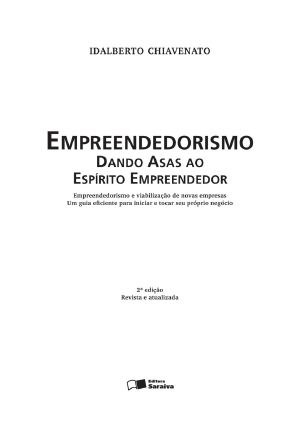 IDALBERTO CHIAVENATO
EMPREENDEDORISMO
DANDO ASAS AO
ESPÍRITO EMPREENDEDOR
Empreendedorismo e viabilização de novas empresas
Um guia eficiente para iniciar e tocar seu próprio negócio
2ª edição
Revista e atualizada
Editora
Saraiva